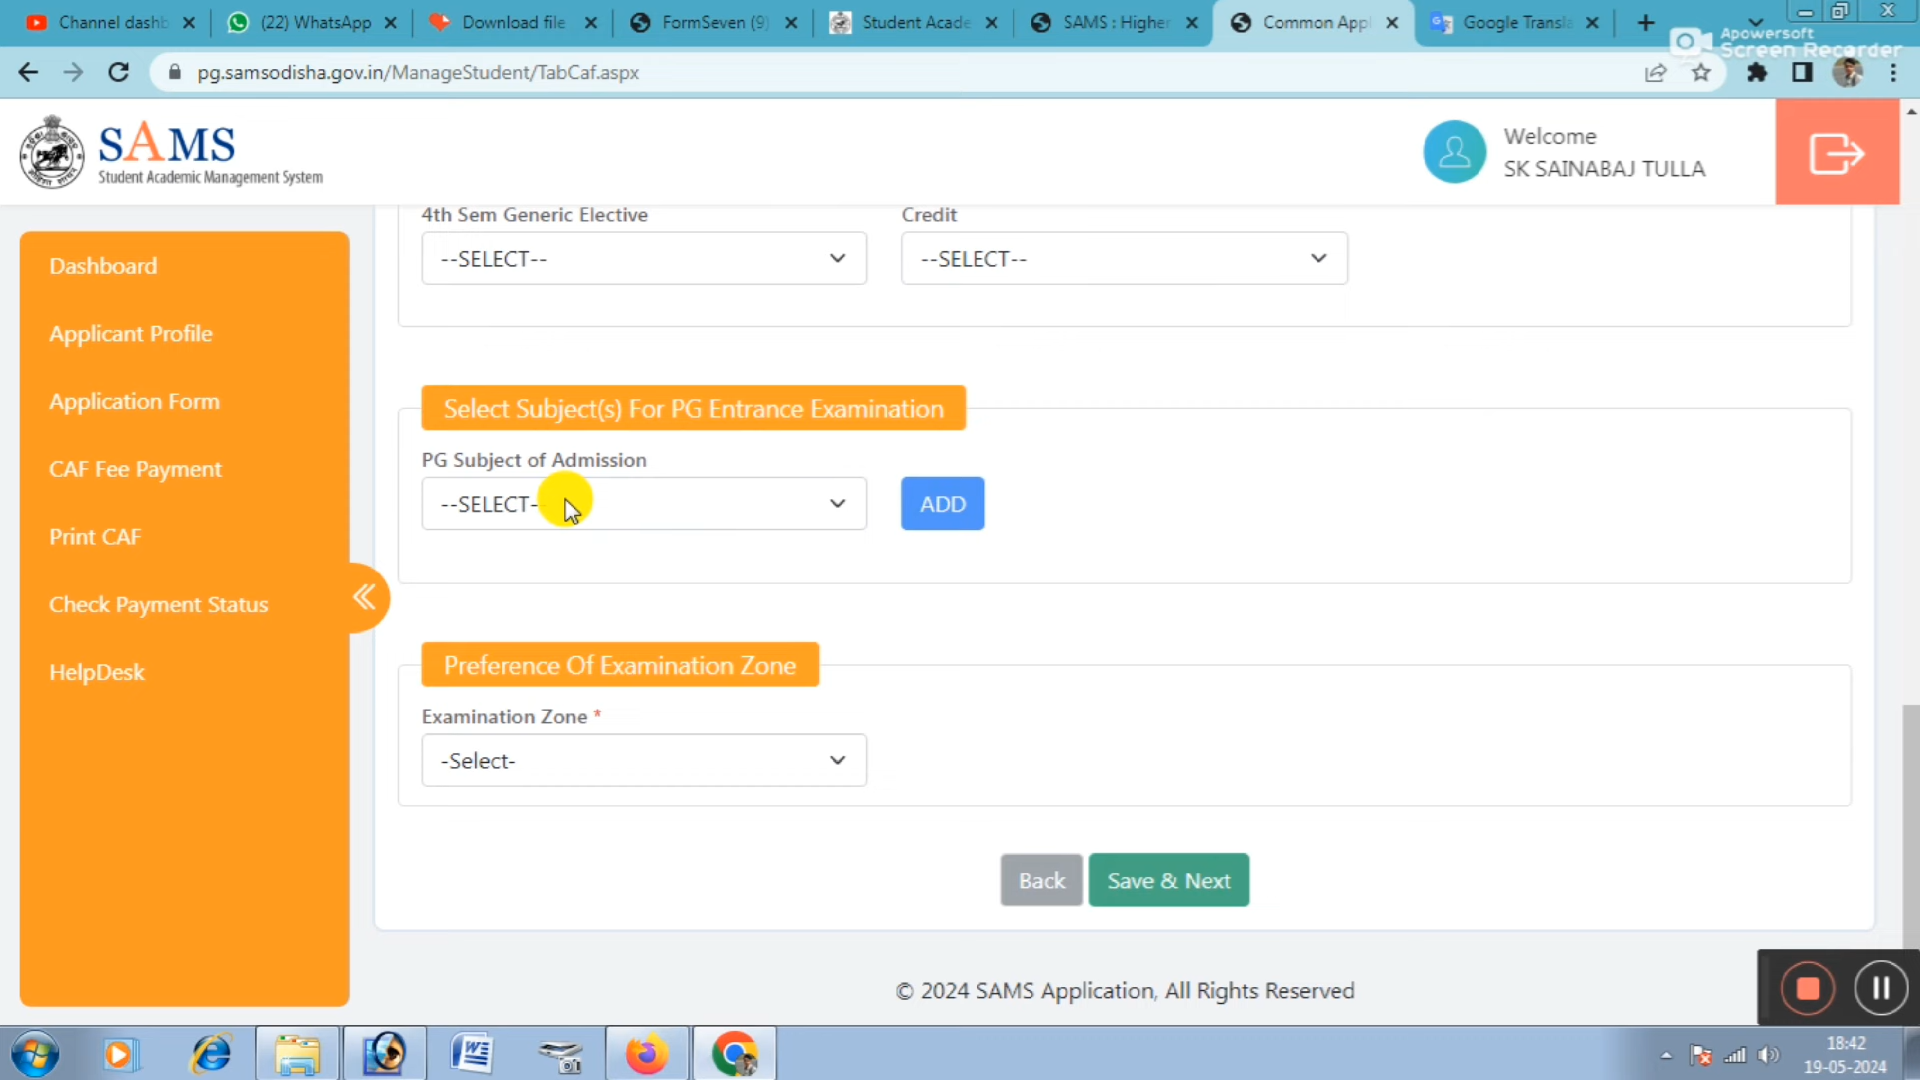 Channel dashb
(22) WhatsApp
Download file
FormSeven (9)
Student Acade
SAMS : Higher
Common Appl
Google Transla
Apowersoft
Screen Recorder
pg.samsodisha.gov.in/ManageStudent/TabCaf.aspx
SAMS
Student Academic Management System
Welcome
SK SAINABAJ TULLA
Dashboard
Applicant Profile
Application Form
CAF Fee Payment
Print CAF
Check Payment Status
HelpDesk
4th Sem Generic Elective
Credit
--SELECT--
--SELECT--
Select Subject(s) For PG Entrance Examination
PG Subject of Admission
--SELECT-
ADD
Preference Of Examination Zone
Examination Zone *
-Select-
Back
Save & Next
© 2024 SAMS Application, All Rights Reserved
18:42
19-05-2024